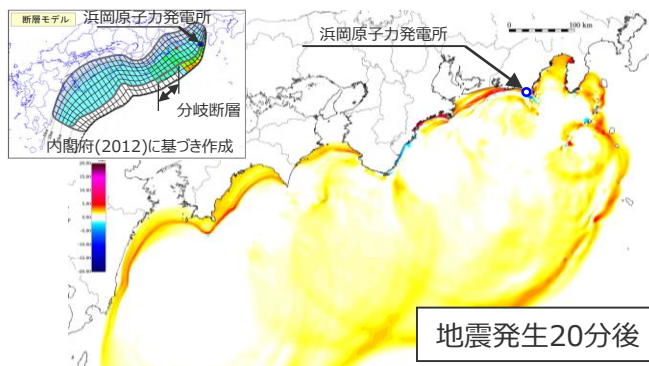 断層モデル
浜岡原子力発電所
分岐断層
内閣府(2012)に基づき作成
浜岡原子力発電所
0 100 km
20.00
地震発生20分後